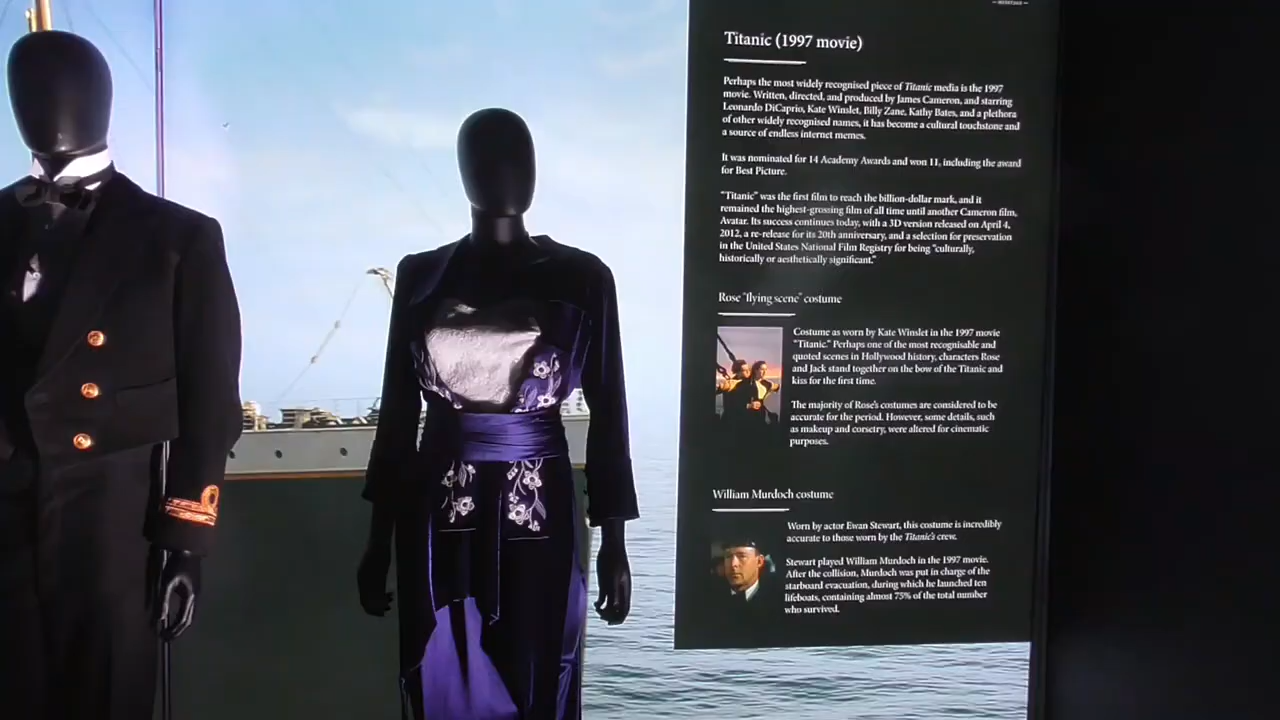 Titanic (1997 movie)
Perhaps the most widely recognised piece of Titanic media is the 1997
movie. Written, directed, and produced by James Cameron, and starring
Leonardo DiCaprio, Kate Winslet, Billy Zane, Kathy Bates, and a plethora
of other widely recognised names, it has become a cultural touchstone and
a source of endless internet memes.
It was nominated for 14 Academy Awards and won 11, including the award
for Best Picture.
"Titanic" was the first film to reach the billion-dollar mark, and it
remained the highest-grossing film of all time until another Cameron film,
Avatar. Its success continues today, with a 3D version released on April 4,
2012, a re-release for its 20th anniversary, and a selection for preservation
in the United States National Film Registry for being "culturally,
historically or aesthetically significant."
Rose "flying scene" costume
Costume as worn by Kate Winslet in the 1997 movie
"Titanic." Perhaps one of the most recognisable and
quoted scenes in Hollywood history, characters Rose
and Jack stand together on the bow of the Titanic and
kiss for the first time.
The majority of Rose's costumes are considered to be
accurate for the period. However, some details, such
as makeup and corsetry, were altered for cinematic
purposes.
William Murdoch costume
Worn by actor Ewan Stewart, this costume is incredibly
accurate to those worn by the Titanic's crew.
Stewart played William Murdoch in the 1997 movie.
After the collision, Murdoch was put in charge of the
starboard evacuation, during which he launched ten
lifeboats, containing almost 75% of the total number
who survived.